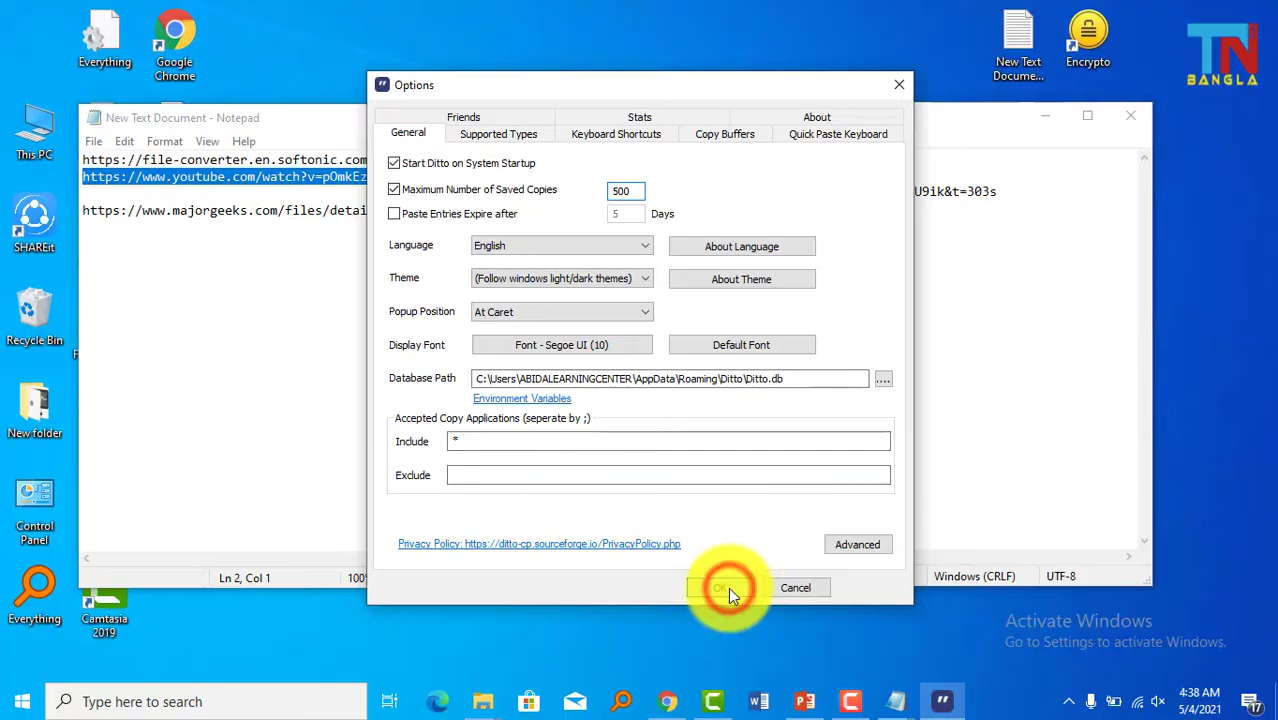 Everything
Google
Chrome
New Text
Docume...
Encrypto
TN
BANGLA
This PC
SHAREit
Recycle Bin
New folder
Control
Panel
Everything
Camtasia
2019
New Text Document - Notepad
File Edit Format View Help
https://file-converter.en.softonic.com
https://www.youtube.com/watch?v=pOmkEz
https://www.majorgeeks.com/files/detai
U9ik&t=303s
Ln 2, Col 1
100%
Windows (CRLF)
UTF-8
Options
Friends Stats About
General Supported Types Keyboard Shortcuts Copy Buffers Quick Paste Keyboard
Start Ditto on System Startup
Maximum Number of Saved Copies 500
Paste Entries Expire after 5 Days
Language English About Language
Theme (Follow windows light/dark themes) About Theme
Popup Position At Caret
Display Font Font - Segoe UI (10) Default Font
Database Path C:\Users\ABIDALEARNINGCENTER\AppData\Roaming\Ditto\Ditto.db ....
Environment Variables
Accepted Copy Applications (seperate by ;)
Include *
Exclude
Privacy Policy: https://ditto-cp.sourceforge.io/PrivacyPolicy.php
Advanced
OK Cancel
Activate Windows
Go to Settings to activate Windows.
Type here to search
4:38 AM
5/4/2021
17